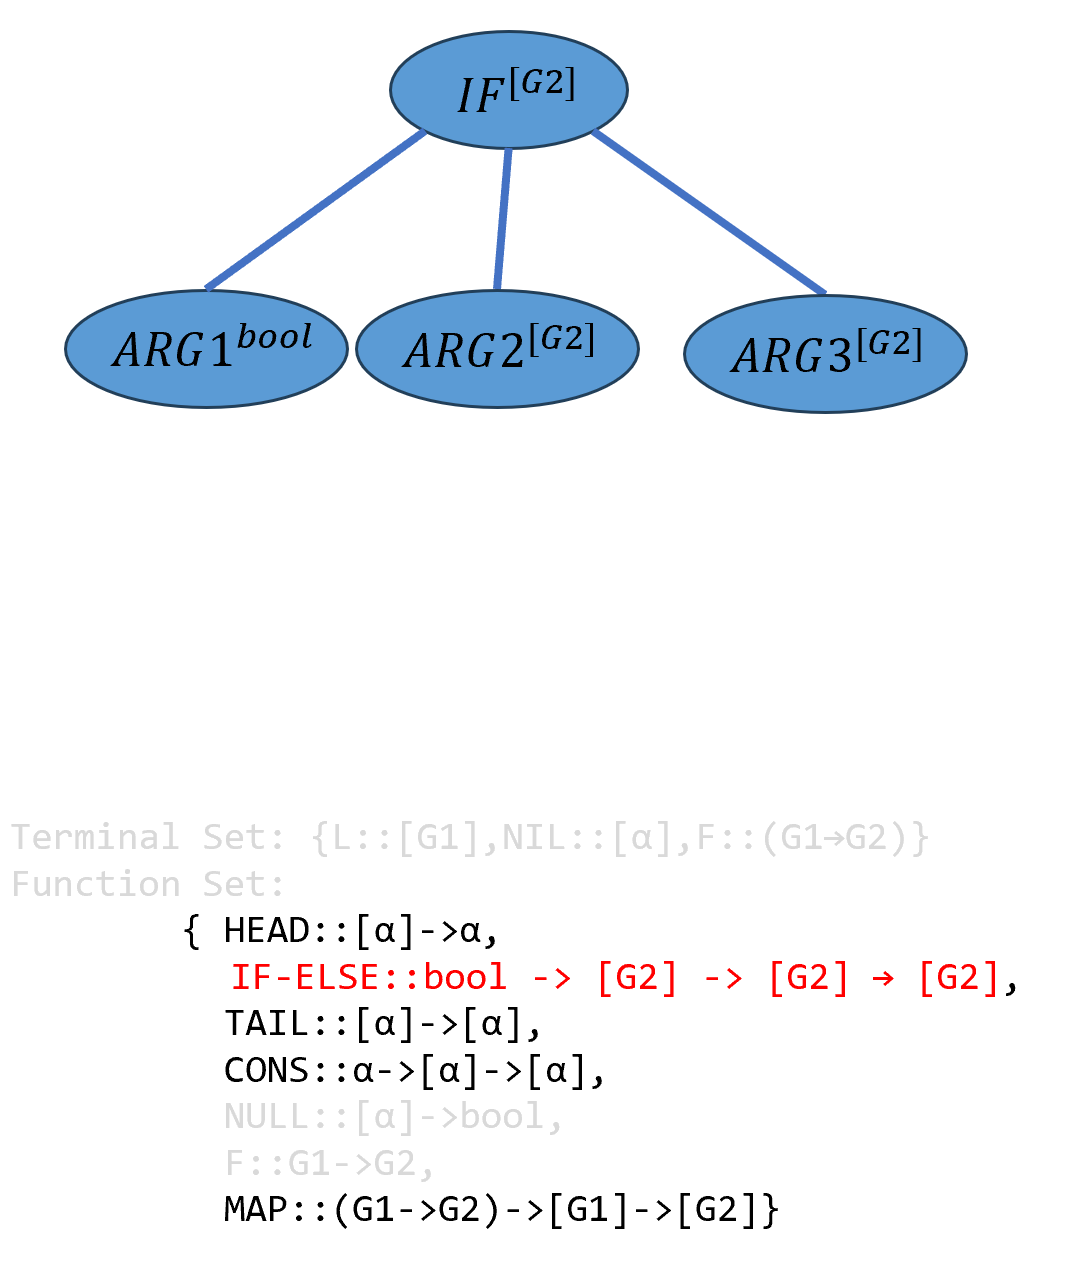 IF^[G2]
ARG1^bool ARG2^[G2] ARG3^[G2]
Terminal Set: {L::[G1],NIL::[α],F::(G1→G2)}
Function Set:
{ HEAD::[α]->α,
IF-ELSE::bool -> [G2] -> [G2] → [G2],
TAIL::[α]->[α],
CONS::α->[α]->[α],
NULL::[α]->bool,
F::G1->G2,
MAP::(G1->G2)->[G1]->[G2]}